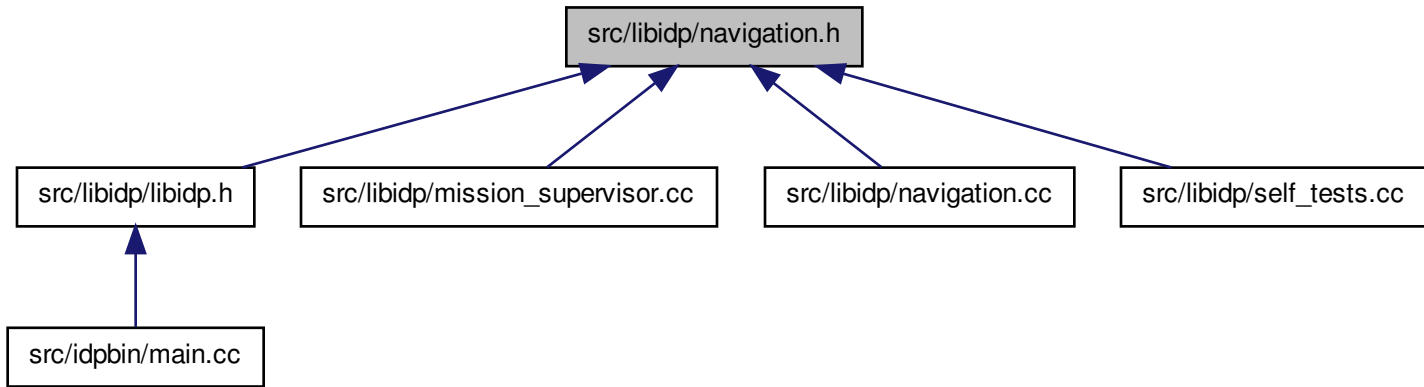 src/libidp/navigation.h
src/libidp/libidp.h
src/libidp/mission_supervisor.cc
src/libidp/navigation.cc
src/libidp/self_tests.cc
src/idpbin/main.cc